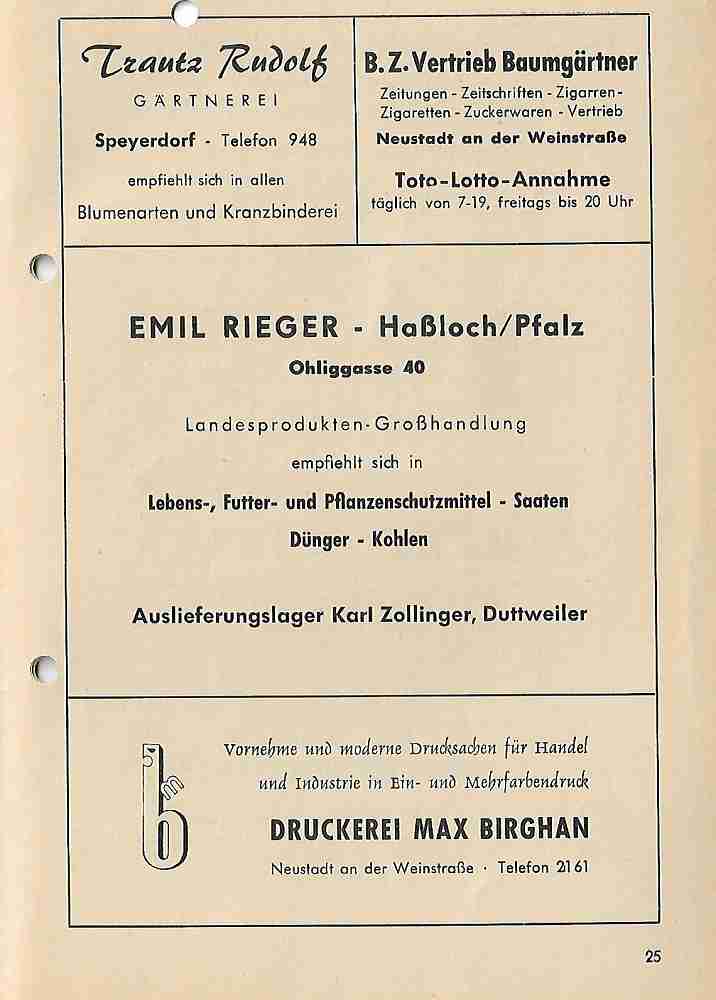 Trautz Rudolf
GÄRTNEREI
Speyerdorf - Telefon 948
empfiehlt sich in allen
Blumenarten und Kranzbinderei
B. Z. Vertrieb Baumgärtner
Zeitungen - Zeitschriften - Zigarren-
Zigaretten - Zuckerwaren - Vertrieb
Neustadt an der Weinstraße
Toto-Lotto-Annahme
täglich von 7-19, freitags bis 20 Uhr
EMIL RIEGER - Haßloch/Pfalz
Ohliggasse 40
Landesprodukten-Großhandlung
empfiehlt sich in
Lebens-, Futter- und Pflanzenschutzmittel - Saaten
Dünger - Kohlen
Auslieferungslager Karl Zollinger, Duttweiler
b
m
Vornehme und moderne Drucksachen für Handel
und Industrie in Ein- und Mehrfarbendruck
DRUCKEREI MAX BIRGHAN
Neustadt an der Weinstraße · Telefon 2161
25